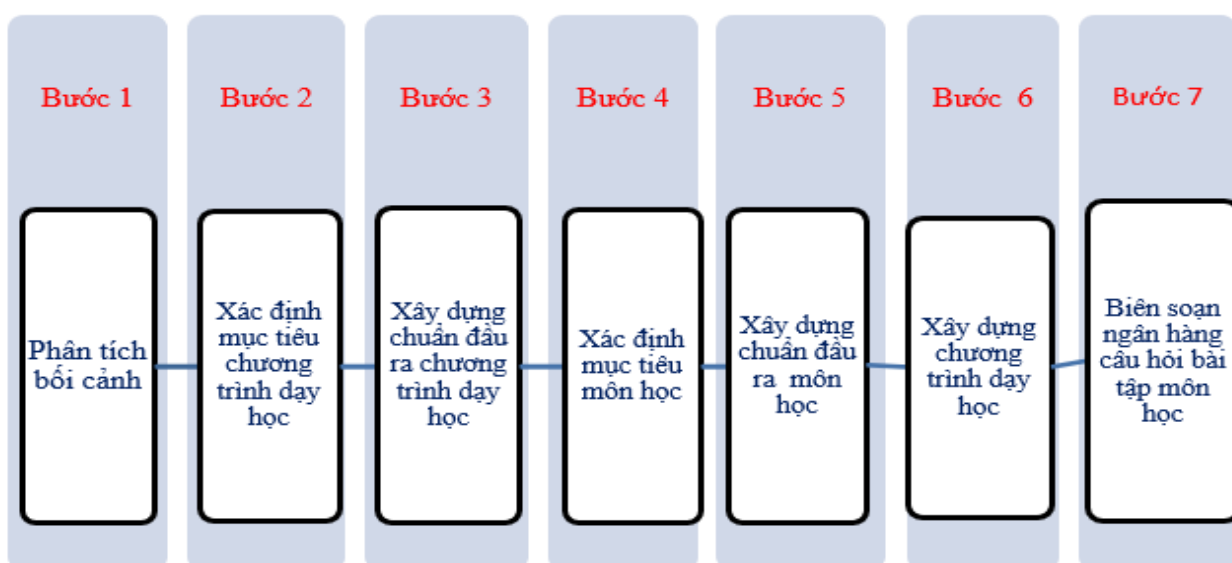 Bước 1
Phân tích
bối cảnh
Bước 2
Xác định
mục tiêu
chương
trình dạy
học
Bước 3
Xây dựng
chuẩn đầu
ra chương
trình dạy
học
Bước 4
Xác định
mục tiêu
môn học
Bước 5
Xây dựng
chuẩn đầu
ra môn
học
Bước 6
Xây dựng
chương
trình dạy
học
Bước 7
Biên soạn
ngân hàng
câu hỏi bài
tập môn
học